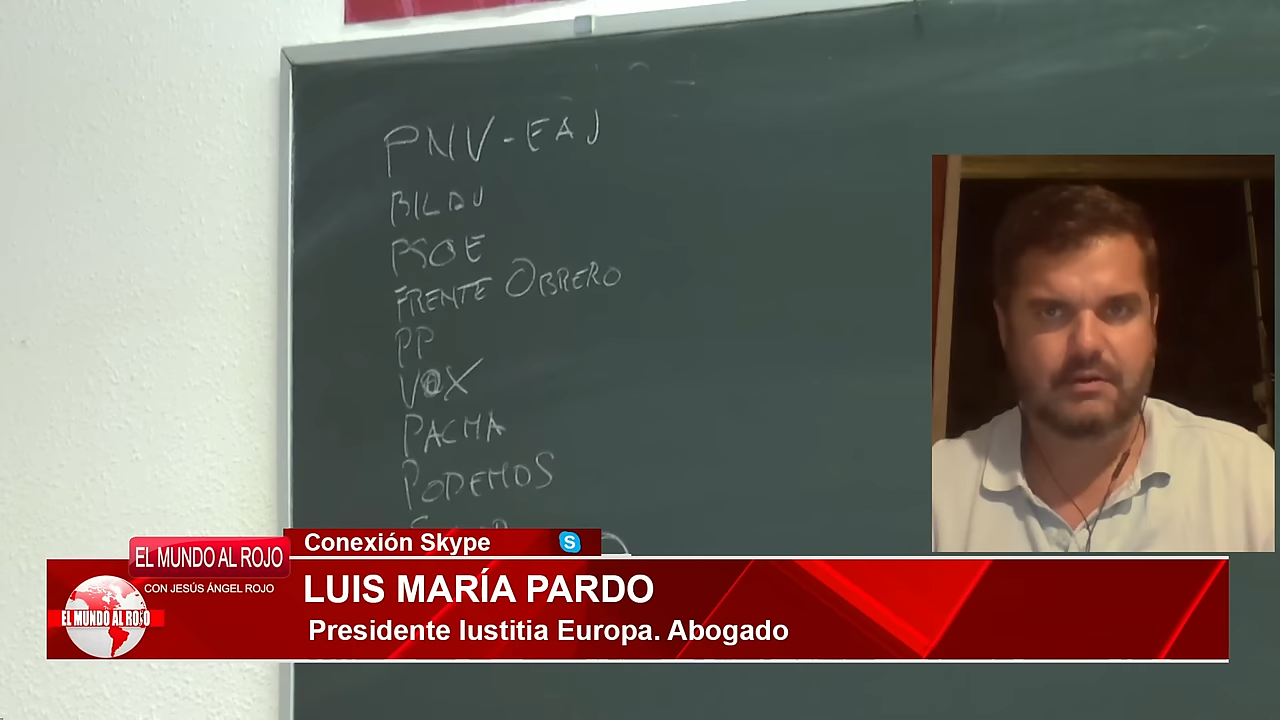 PNV-EAJ
BILDU
PSOE
FRENTE OBRERO
PP
VOX
PACMA
PODEMOS
Conexión Skype
EL MUNDO AL ROJO
CON JESÚS ÁNGEL ROJO
EL MUNDO AL ROJO
LUIS MARÍA PARDO
Presidente Iustitia Europa. Abogado